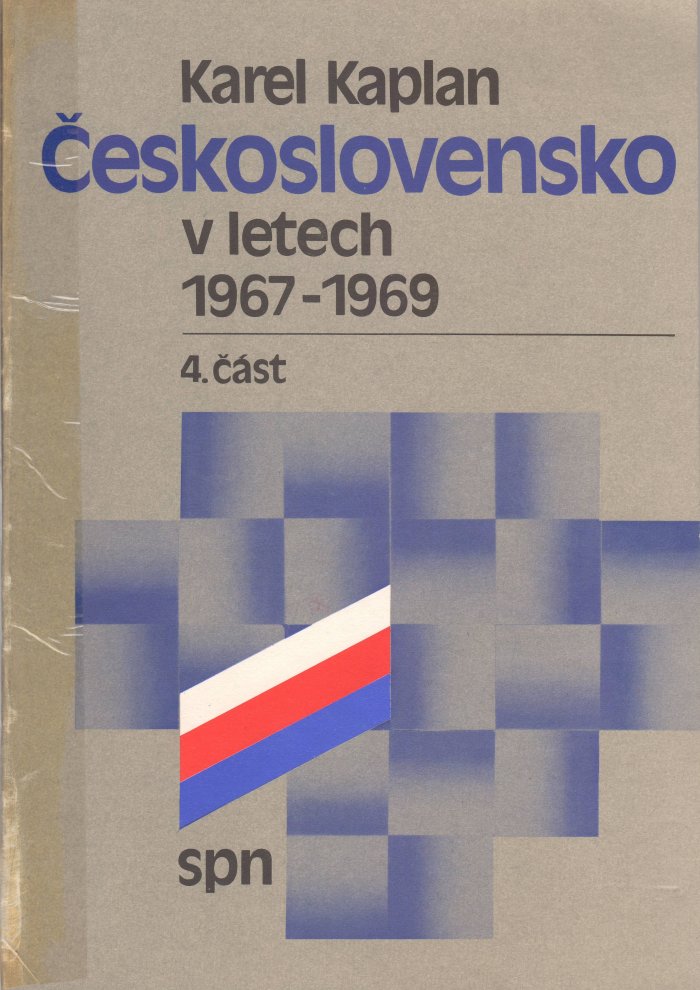 Karel Kaplan
Československo
v letech
1967-1969
4. část
spn